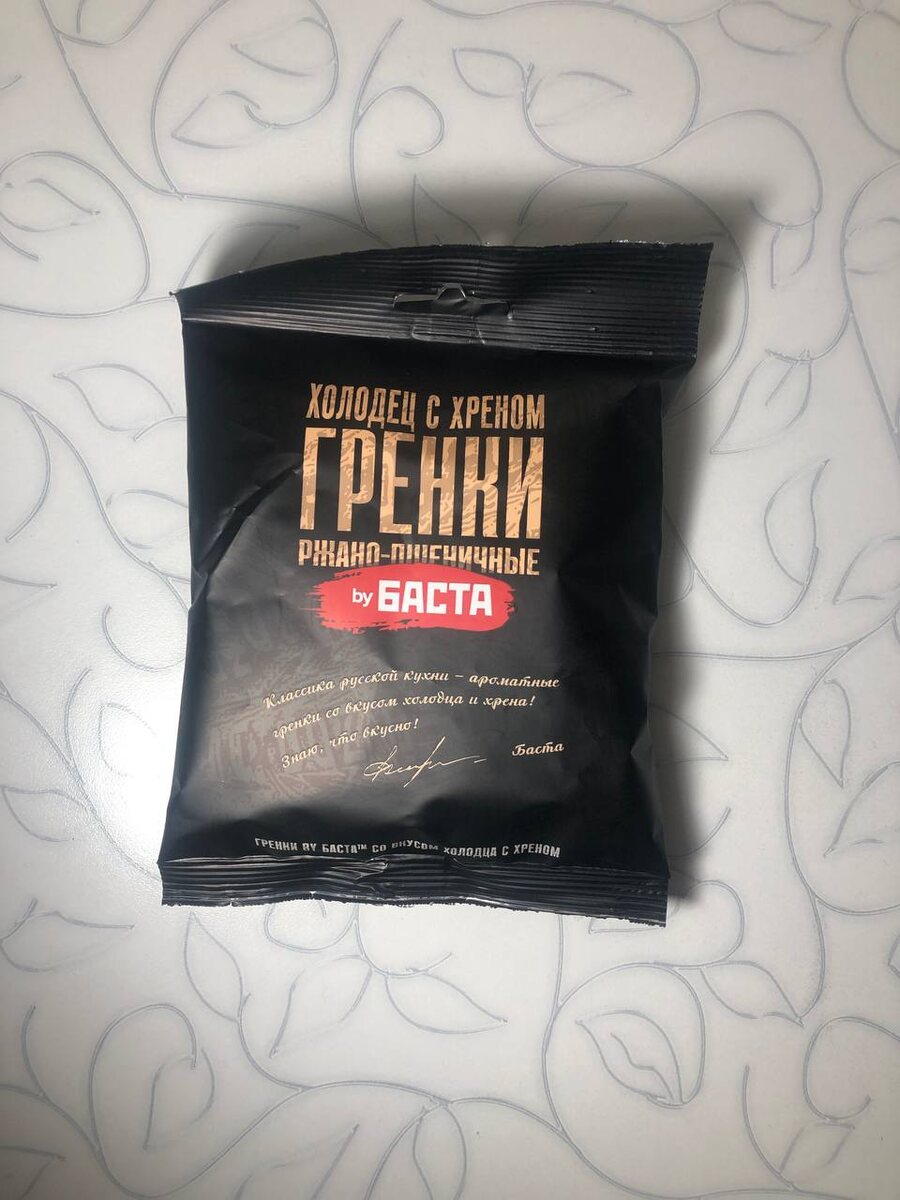 ХОЛОДЕЦ С ХРЕНОМ
ГРЕНКИ
РЖАНО-ПШЕНИЧНЫЕ
by БАСТА
Классика русской кухни – ароматные
гренки со вкусом холодца и хрена!
Знаю, что вкусно!
Баста
ГРЕНКИ BY БАСТА™ СО ВКУСОМ ХОЛОДЦА С ХРЕНОМ